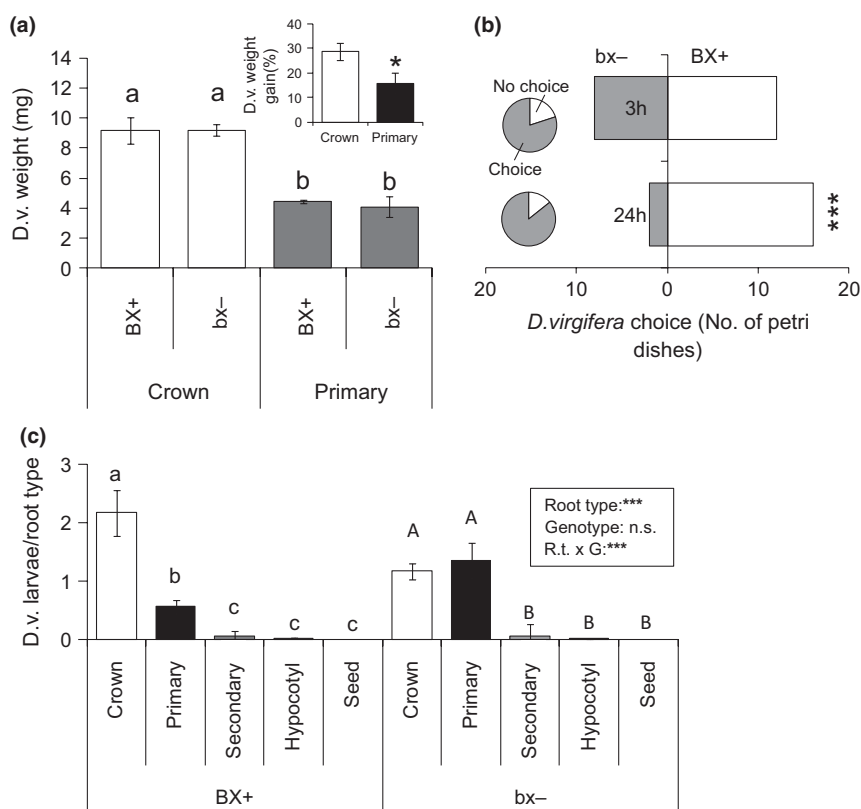 (a)
D.v. weight (mg)
14
12
10
8
6
4
2
0
a
a
b
b
BX+
bx–
BX+
bx–
Crown
Primary
D.v. weight
gain(%)
40
30
20
10
0
*
Crown
Primary
(b)
bx–
BX+
No choice
Choice
3h
24h
***
20
10
0
10
20
D.virgifera choice (No. of petri
dishes)
(c)
D.v. larvae/root type
3
2
1
0
a
b
c
c
c
A
A
B
B
B
Root type:***
Genotype: n.s.
R.t. x G:***
Crown
Primary
Secondary
Hypocotyl
Seed
Crown
Primary
Secondary
Hypocotyl
Seed
BX+
bx–